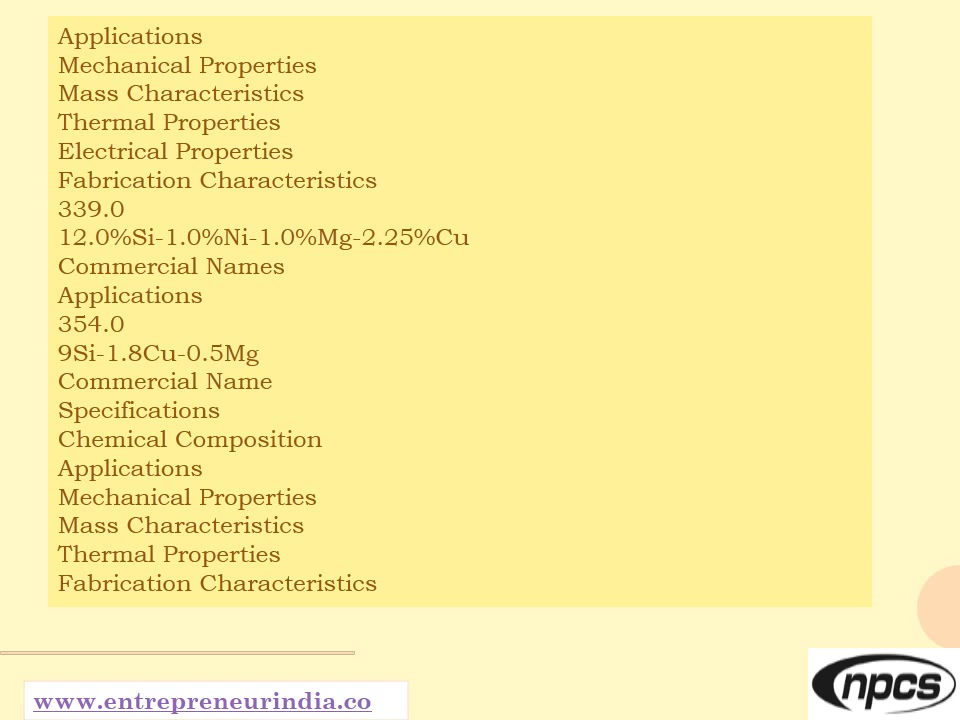 Applications
Mechanical Properties
Mass Characteristics
Thermal Properties
Electrical Properties
Fabrication Characteristics
339.0
12.0%Si-1.0%Ni-1.0%Mg-2.25%Cu
Commercial Names
Applications
354.0
9Si-1.8Cu-0.5Mg
Commercial Name
Specifications
Chemical Composition
Applications
Mechanical Properties
Mass Characteristics
Thermal Properties
Fabrication Characteristics
www.entrepreneurindia.co
npcs